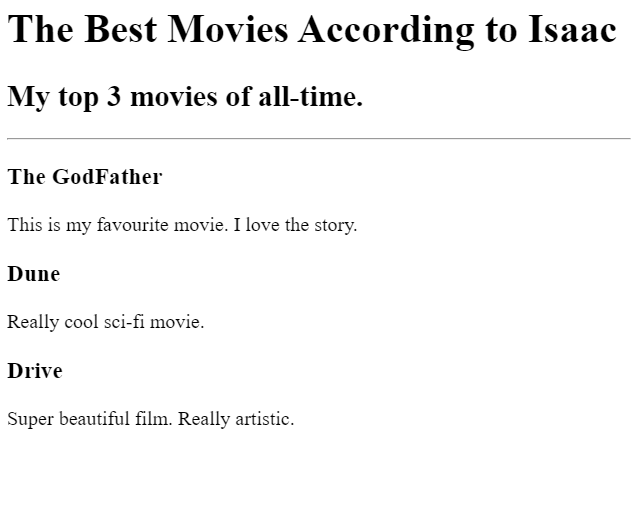 The Best Movies According to Isaac
My top 3 movies of all-time.
The GodFather
This is my favourite movie. I love the story.
Dune
Really cool sci-fi movie.
Drive
Super beautiful film. Really artistic.